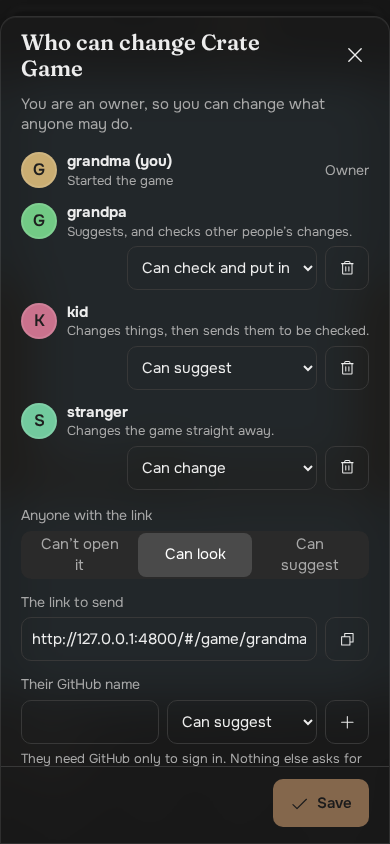 Who can change Crate
Game
You are an owner, so you can change what
anyone may do.
G
grandma (you)
Started the game
Owner
G
grandpa
Suggests, and checks other people's changes.
Can check and put in
K
kid
Changes things, then sends them to be checked.
Can suggest
S
stranger
Changes the game straight away.
Can change
Anyone with the link
Can't open
it
Can look
Can
suggest
The link to send
http://127.0.0.1:4800/#/game/grandma
Their GitHub name
Can suggest
They need GitHub only to sign in. Nothing else asks for
Save